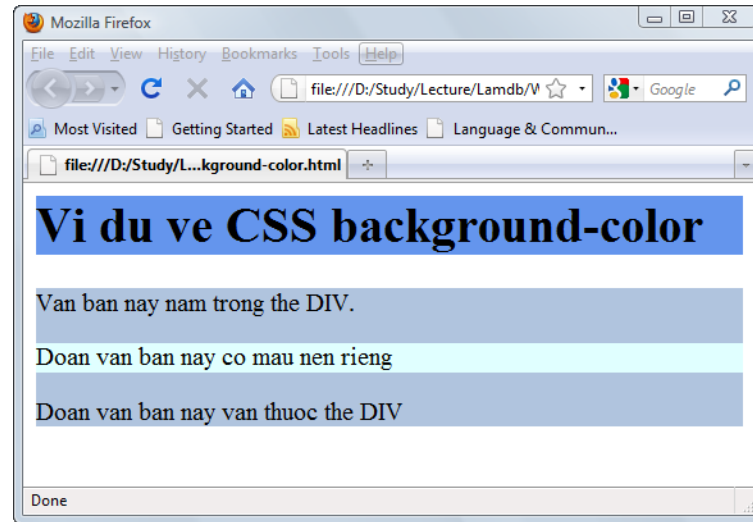 Mozilla Firefox
File Edit View History Bookmarks Tools Help
file:///D:/Study/Lecture/Lamdb/W Google
Most Visited Getting Started Latest Headlines Language & Commun...
file:///D:/Study/L...kground-color.html
Vi du ve CSS background-color
Van ban nay nam trong the DIV.
Doan van ban nay co mau nen rieng
Doan van ban nay van thuoc the DIV
Done